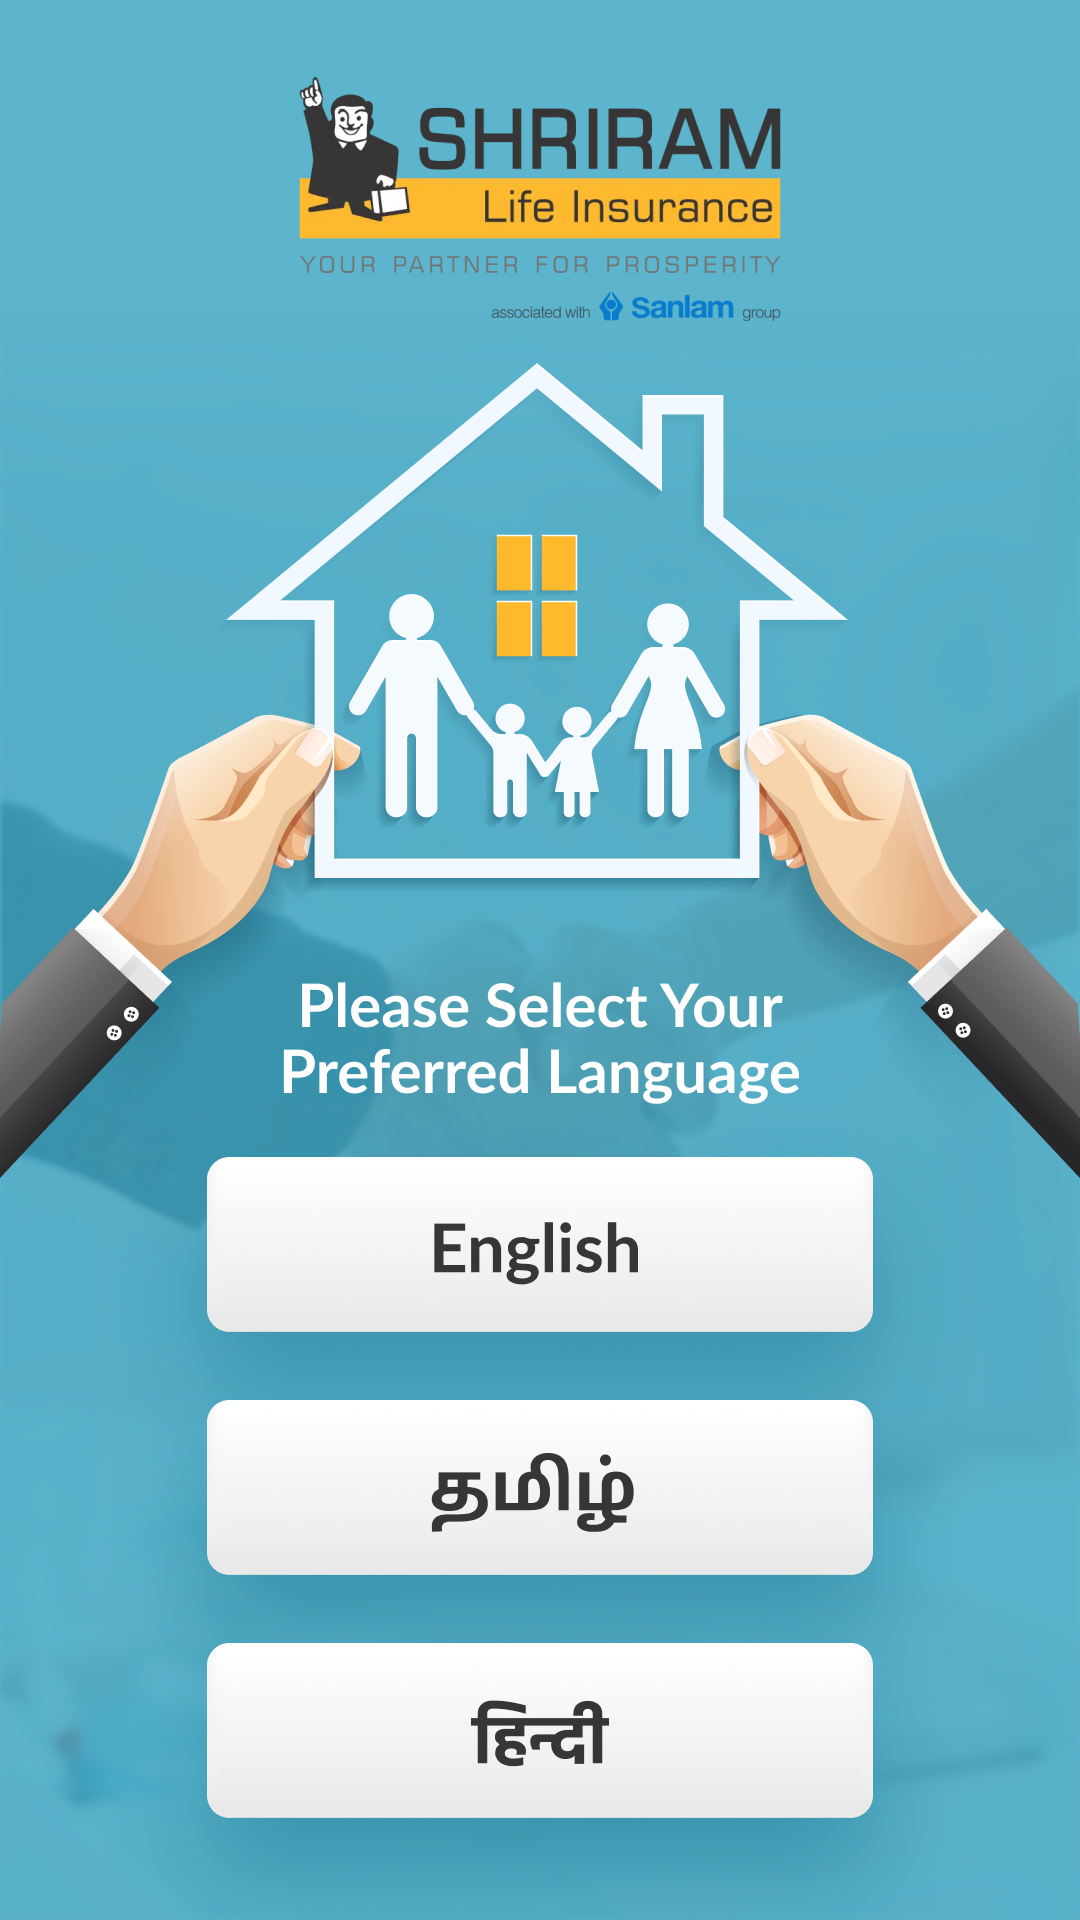 SHRIRAM
Life Insurance
YOUR PARTNER FOR PROSPERITY
associated with Sanlam group
Please Select Your
Preferred Language
English
தமிழ்
हिन्दी